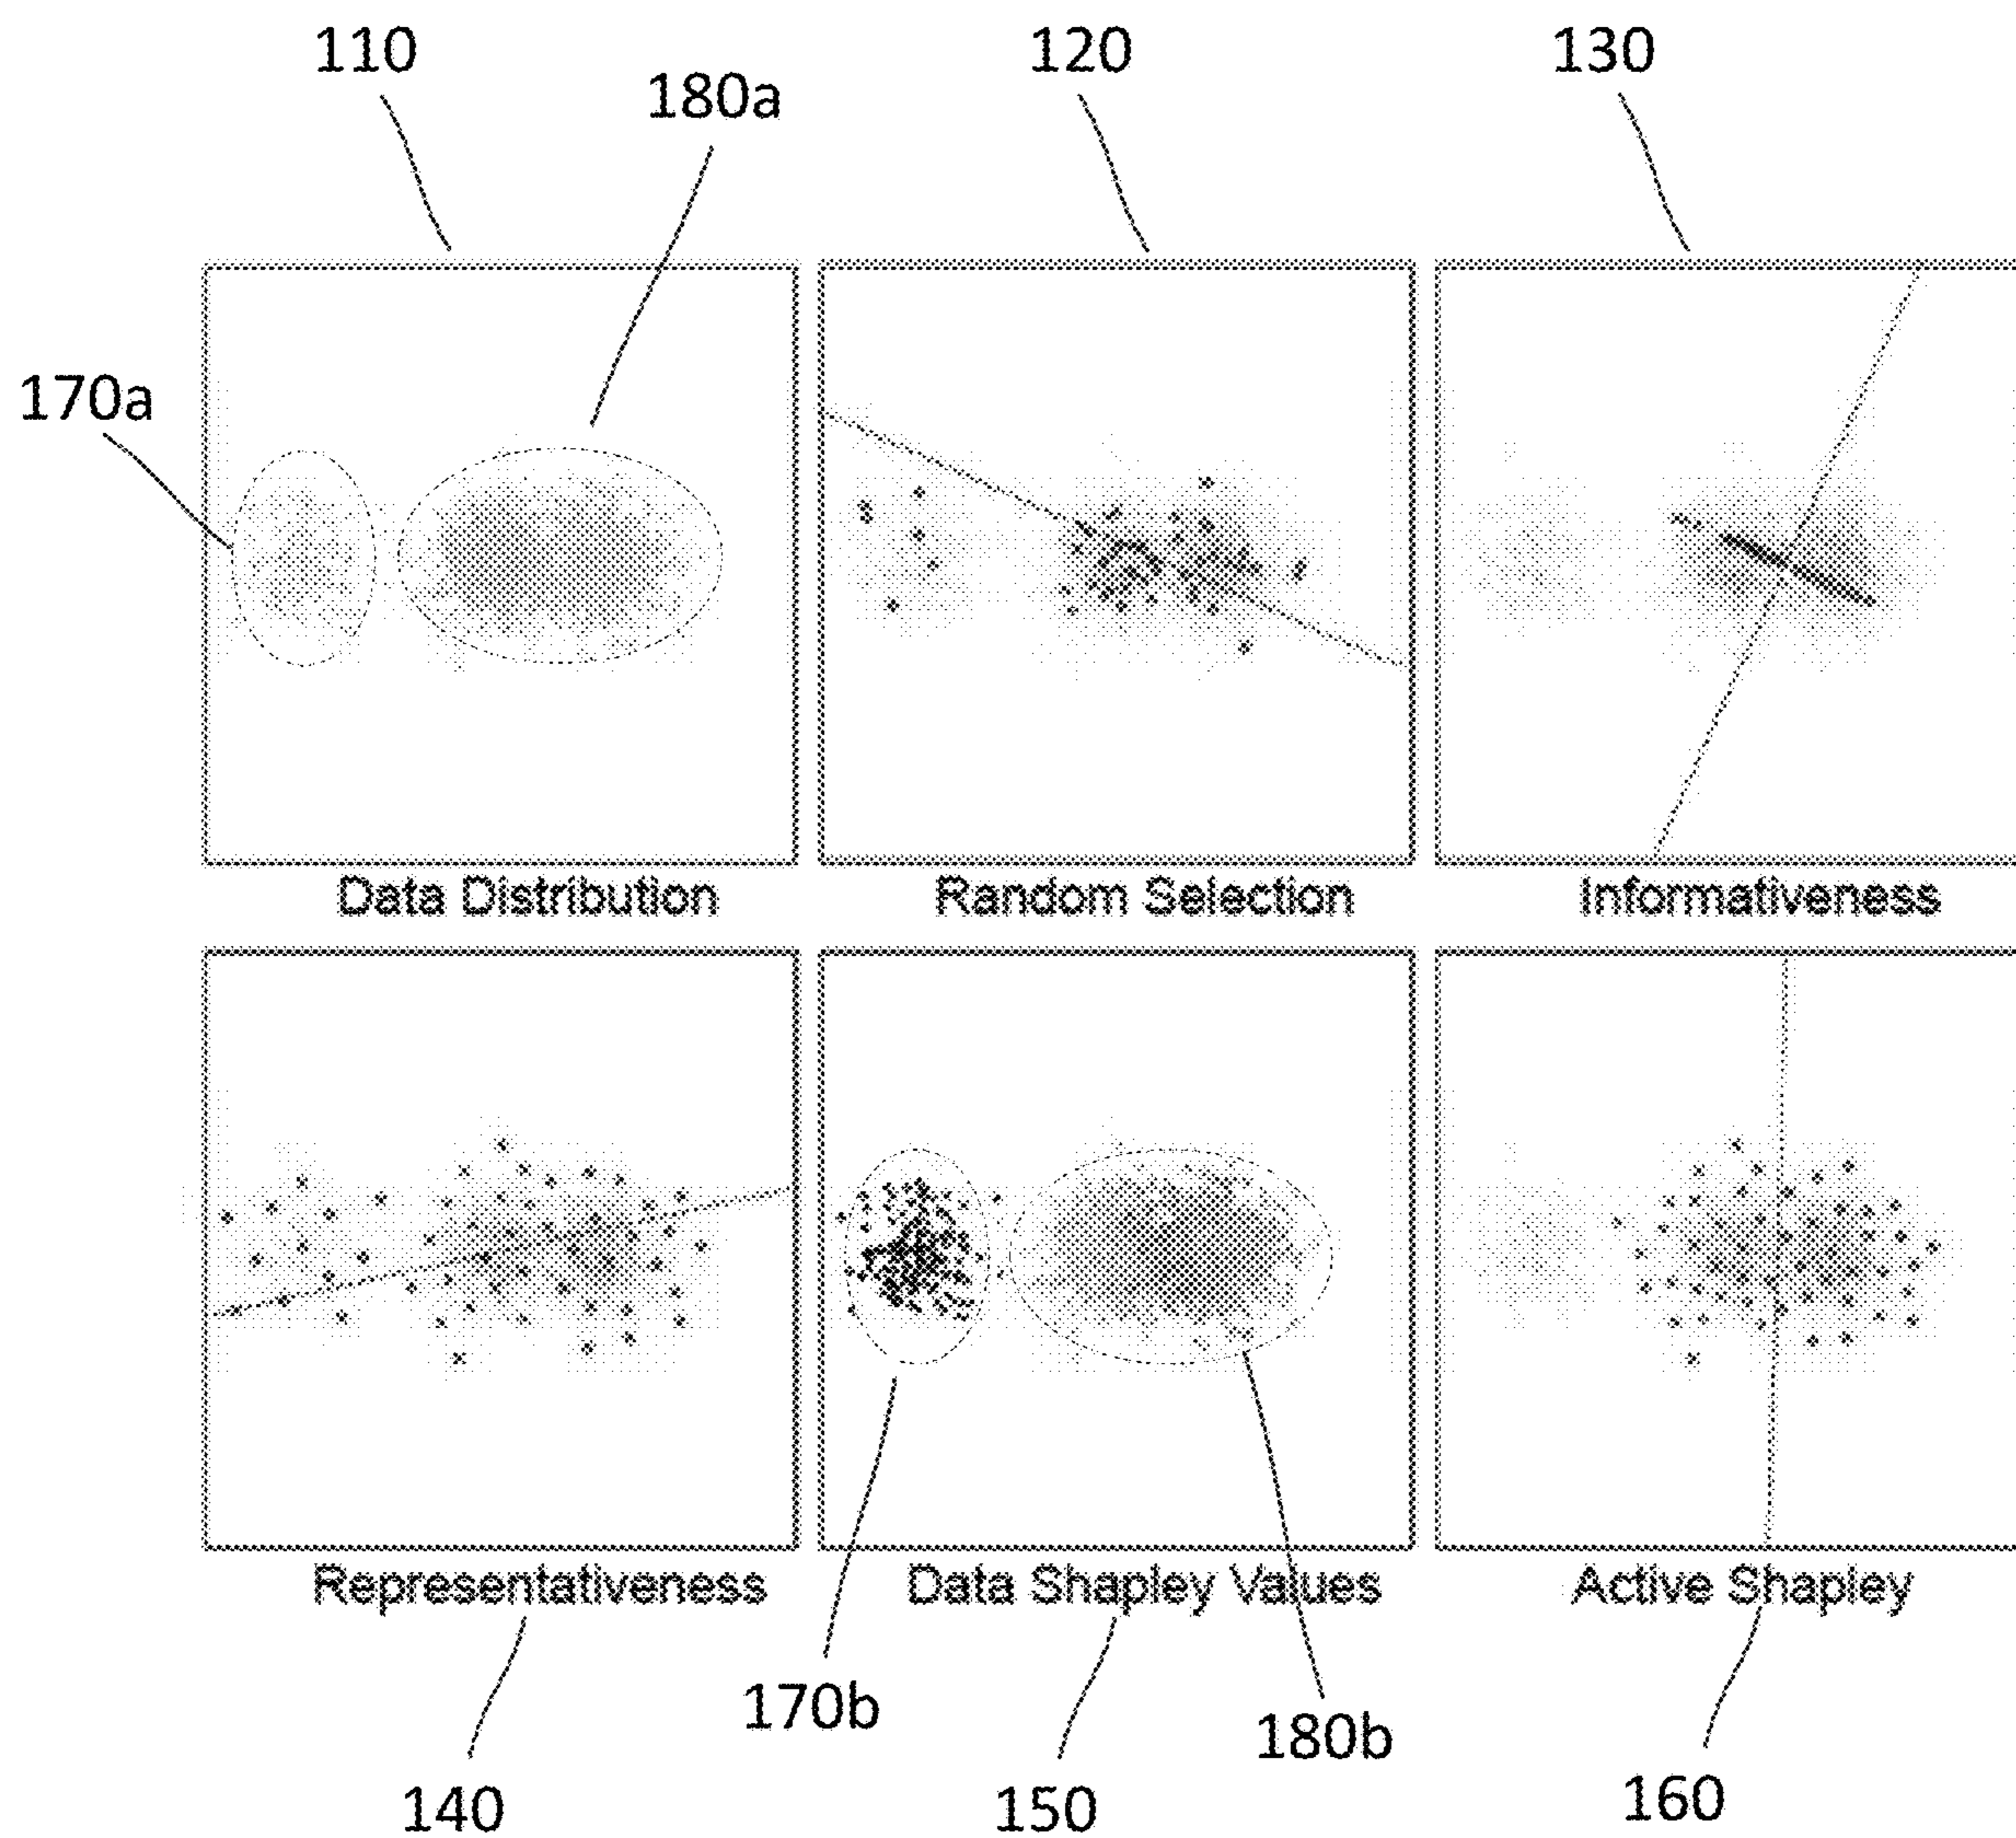 110
180a
120
130
170a
Data Distribution
Random Selection
Informativeness
Representativeness
Data Shapley Values
Active Shapley
170b
180b
140
150
160